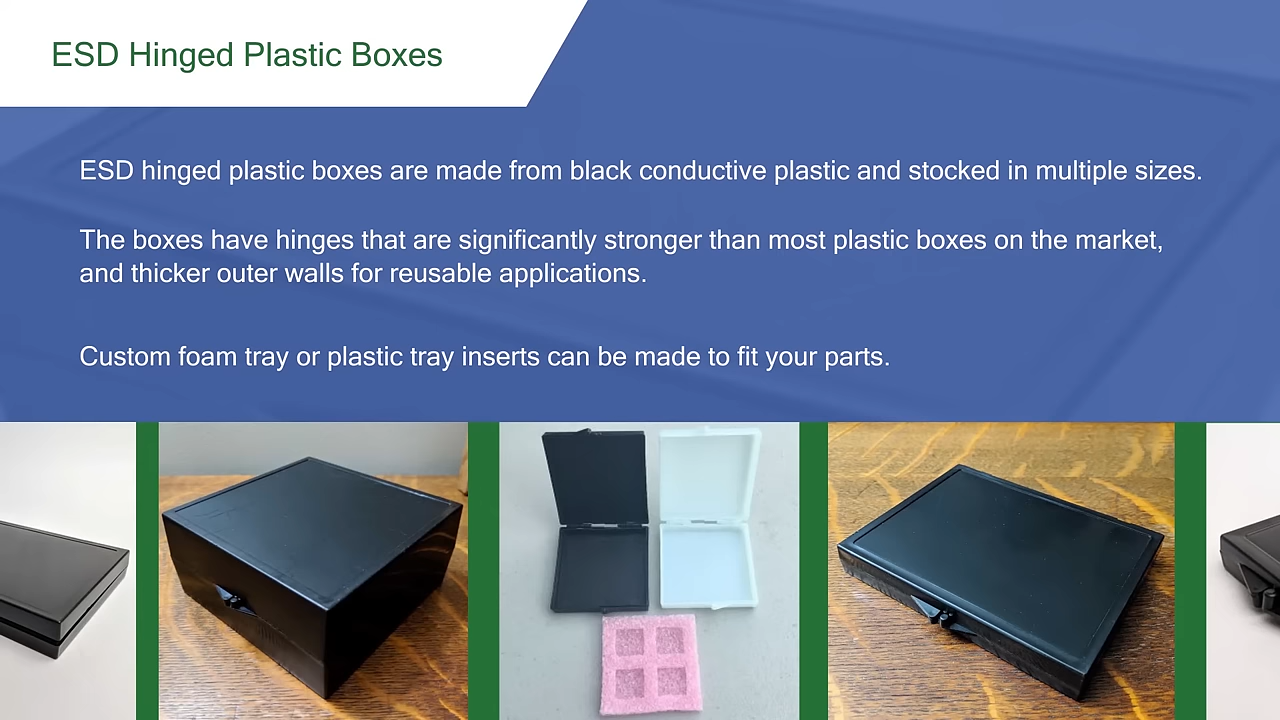 ESD Hinged Plastic Boxes
ESD hinged plastic boxes are made from black conductive plastic and stocked in multiple sizes.
The boxes have hinges that are significantly stronger than most plastic boxes on the market,
and thicker outer walls for reusable applications.
Custom foam tray or plastic tray inserts can be made to fit your parts.